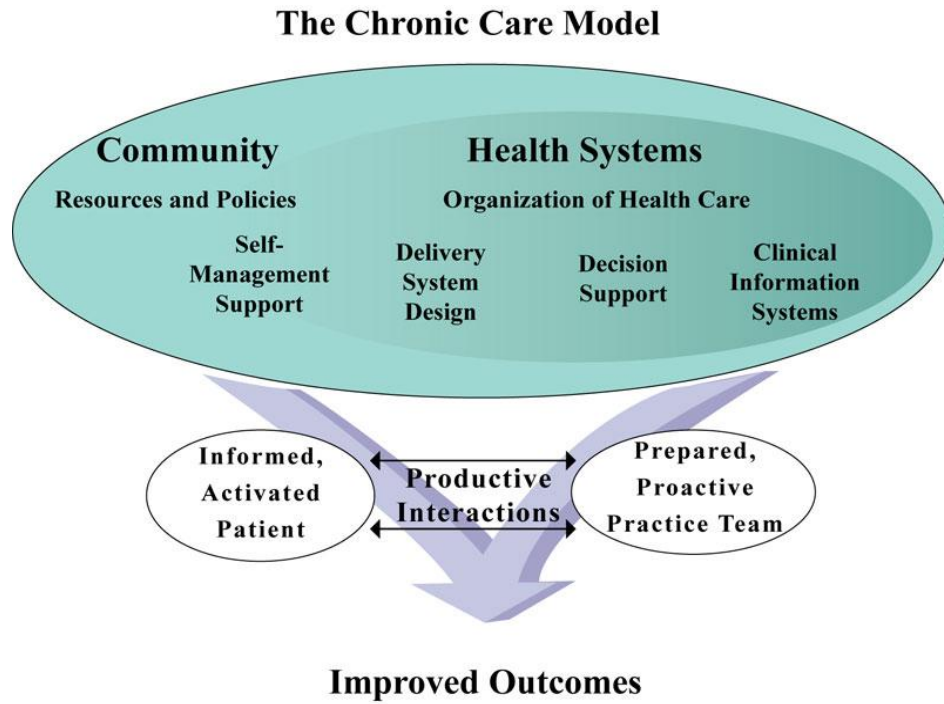 The Chronic Care Model
Community
Resources and Policies
Health Systems
Organization of Health Care
Self-
Management
Support
Delivery
System
Design
Decision
Support
Clinical
Information
Systems
Informed,
Activated
Patient
Productive
Interactions
Prepared,
Proactive
Practice Team
Improved Outcomes